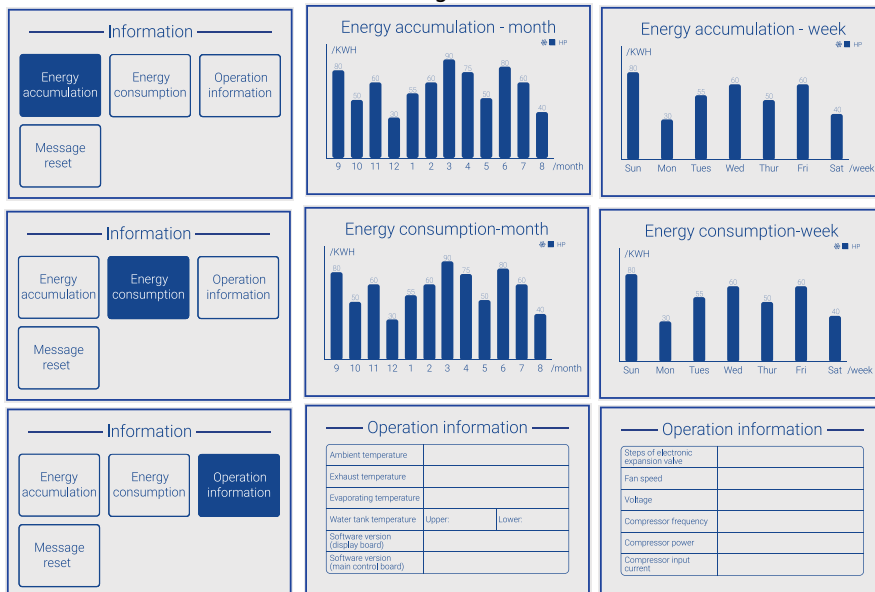 Information
Energy accumulation
Energy consumption
Operation information
Message reset
Energy accumulation - month
/KWH
HP
80
50
60
30
55
60
90
75
50
80
60
40
9 10 11 12 1 2 3 4 5 6 7 8 /month
Energy accumulation - week
/KWH
HP
80
30
55
60
50
60
40
Sun Mon Tues Wed Thur Fri Sat /week
Information
Energy accumulation
Energy consumption
Operation information
Message reset
Energy consumption-month
/KWH
HP
80
50
60
30
55
60
90
75
50
80
60
40
9 10 11 12 1 2 3 4 5 6 7 8 /month
Energy consumption-week
/KWH
HP
80
30
55
60
50
60
40
Sun Mon Tues Wed Thur Fri Sat /week
Information
Energy accumulation
Energy consumption
Operation information
Message reset
Operation information
Ambient temperature
Exhaust temperature
Evaporating temperature
Water tank temperature Upper: Lower:
Software version
(display board)
Software version
(main control board)
Operation information
Steps of electronic
expansion valve
Fan speed
Voltage
Compressor frequency
Compressor power
Compressor input
current